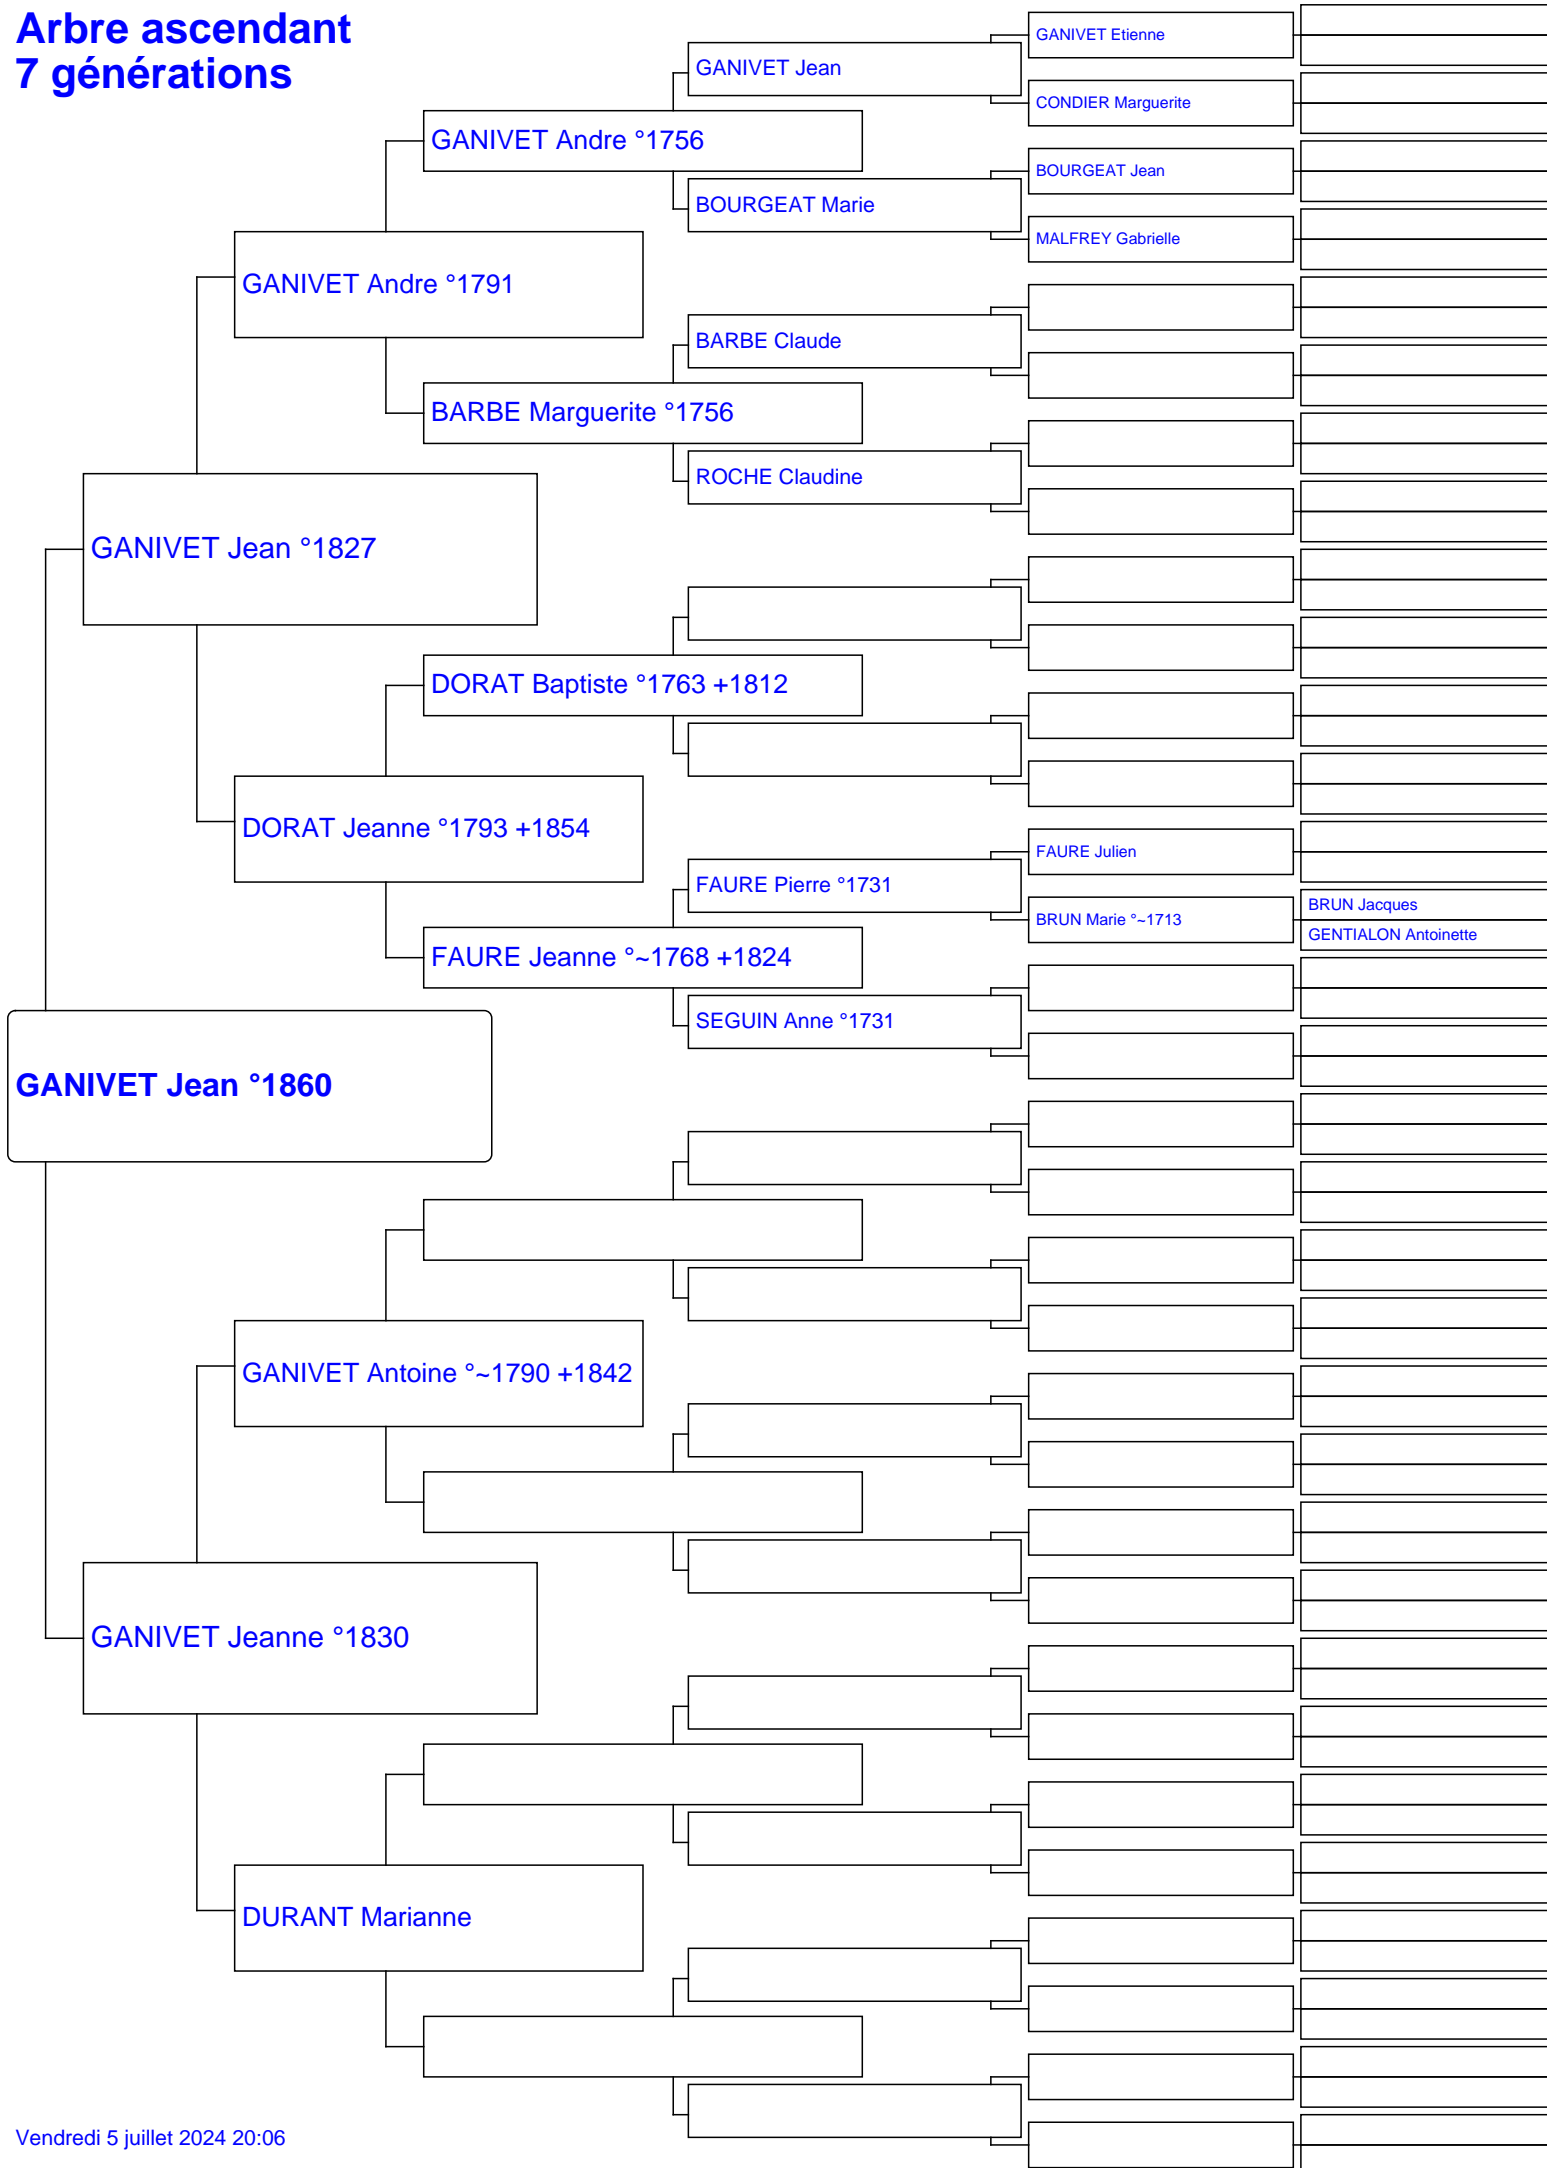 Arbre ascendant
7 générations
GANIVET Etienne
GANIVET Jean
CONDIER Marguerite
GANIVET Andre °1756
BOURGEAT Jean
BOURGEAT Marie
MALFREY Gabrielle
GANIVET Andre °1791
BARBE Claude
BARBE Marguerite °1756
ROCHE Claudine
GANIVET Jean °1827
DORAT Baptiste °1763 +1812
DORAT Jeanne °1793 +1854
FAURE Julien
FAURE Pierre °1731
BRUN Jacques
BRUN Marie °~1713
GENTIALON Antoinette
FAURE Jeanne °~1768 +1824
SEGUIN Anne °1731
GANIVET Jean °1860
GANIVET Antoine °~1790 +1842
GANIVET Jeanne °1830
DURANT Marianne
Vendredi 5 juillet 2024 20:06